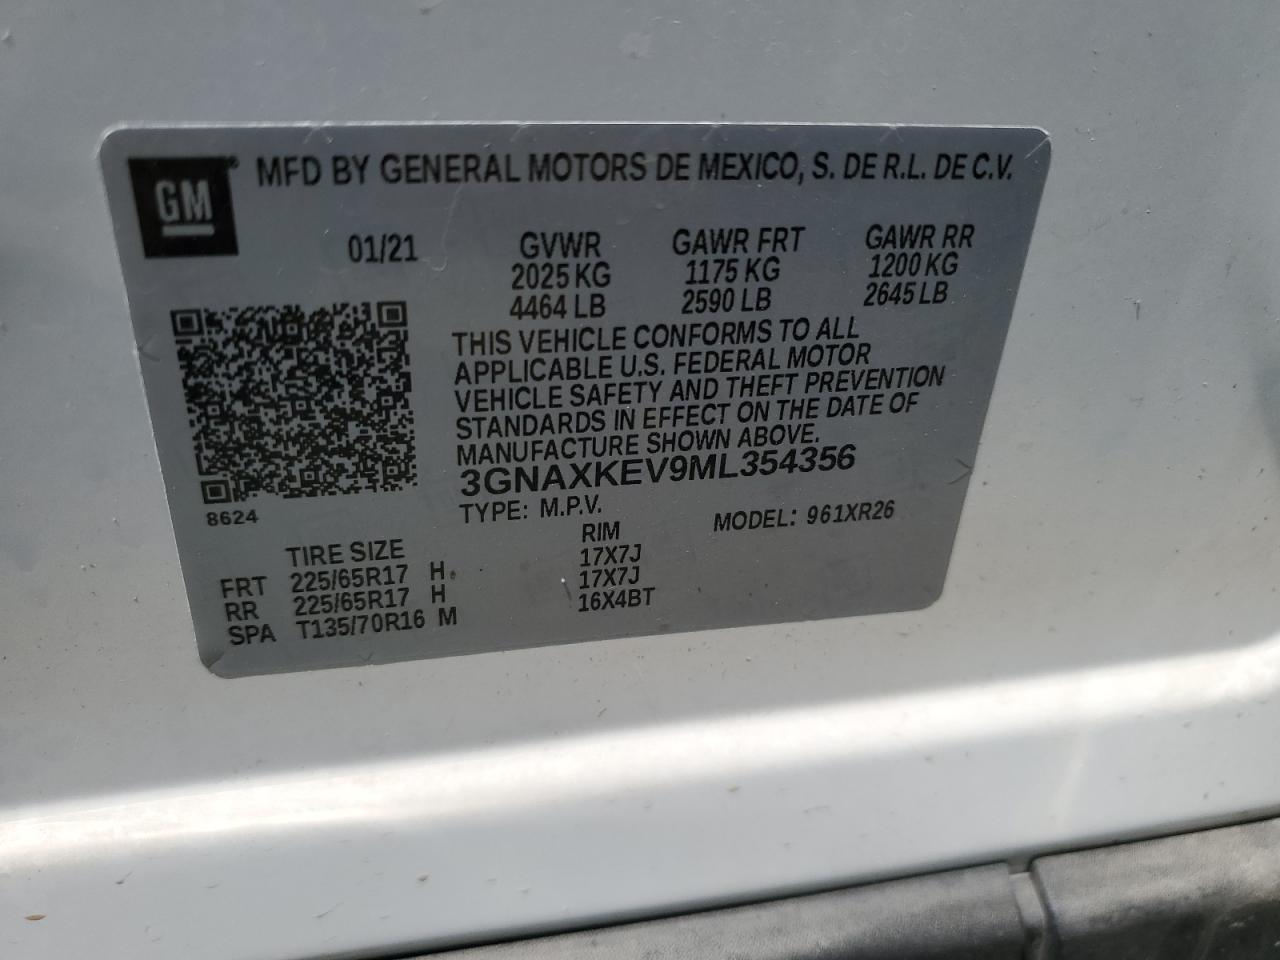 GM® MFD BY GENERAL MOTORS DE MEXICO, S. DE R.L. DE C.V.
01/21 GVWR GAWR FRT GAWR RR
2025 KG 1175 KG 1200 KG
4464 LB 2590 LB 2645 LB
THIS VEHICLE CONFORMS TO ALL
APPLICABLE U.S. FEDERAL MOTOR
VEHICLE SAFETY AND THEFT PREVENTION
STANDARDS IN EFFECT ON THE DATE OF
MANUFACTURE SHOWN ABOVE.
3GNAXKEV9ML354356
8624 TYPE: M.P.V. MODEL: 961XR26
TIRE SIZE RIM
FRT 225/65R17 H 17X7J
RR 225/65R17 H 17X7J
SPA T135/70R16 M 16X4BT